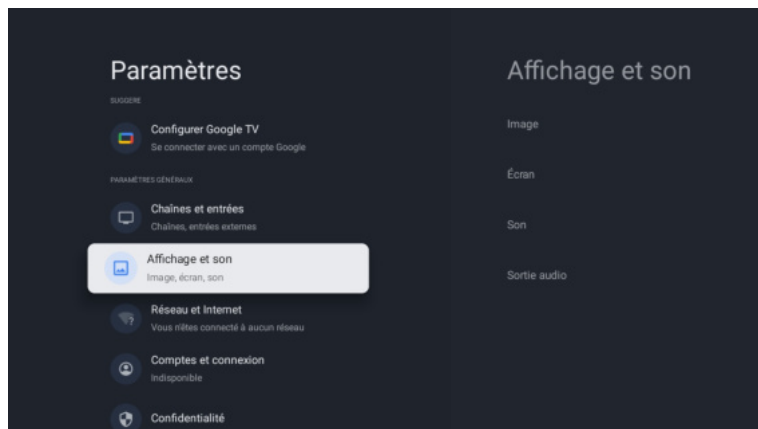 Paramètres
SUGGÉRÉ
Configurer Google TV
Se connecter avec un compte Google
PARAMÈTRES GÉNÉRAUX
Chaînes et entrées
Chaînes, entrées externes
Affichage et son
Image, écran, son
Réseau et Internet
Vous n'êtes connecté à aucun réseau
Comptes et connexion
Indisponible
Confidentialité
Affichage et son
Image
Écran
Son
Sortie audio